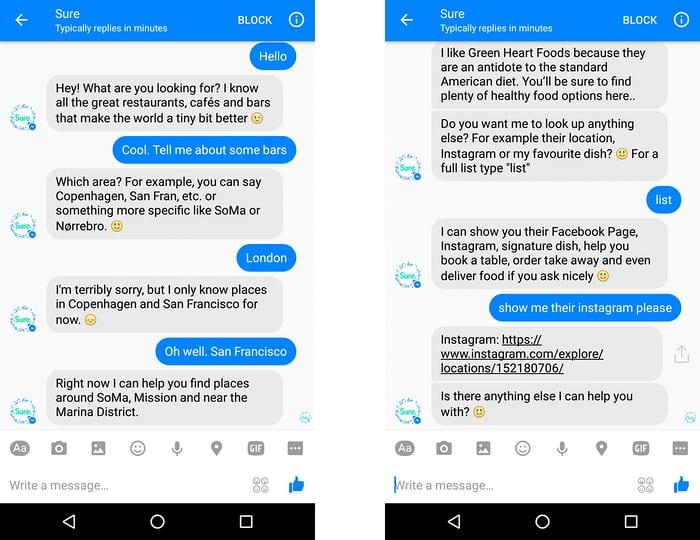 Sure
Typically replies in minutes
BLOCK
Hello
Hey! What are you looking for? I know
all the great restaurants, cafés and bars
that make the world a tiny bit better 😉
Sure.
Cool. Tell me about some bars
Which area? For example, you can say
Copenhagen, San Fran, etc. or
something more specific like SoMa or
Nørrebro. 🙂
Sure.
London
I'm terribly sorry, but I only know places
in Copenhagen and San Francisco for
now. 😞
Sure.
Oh well. San Francisco
Right now I can help you find places
around SoMa, Mission and near the
Marina District.
Sure.
Aa
GIF
Write a message...
Sure
Typically replies in minutes
BLOCK
I like Green Heart Foods because they
are an antidote to the standard
American diet. You'll be sure to find
plenty of healthy food options here..
Do you want me to look up anything
else? For example their location,
Instagram or my favourite dish? 😃 For a
full list type "list"
Sure.
list
I can show you their Facebook Page,
Instagram, signature dish, help you
book a table, order take away and even
deliver food if you ask nicely 😃
Sure.
show me their instagram please
Instagram: https://
www.instagram.com/explore/
locations/152180706/
Is there anything else I can help you
with? 😃
Sure.
Aa
GIF
Write a message...